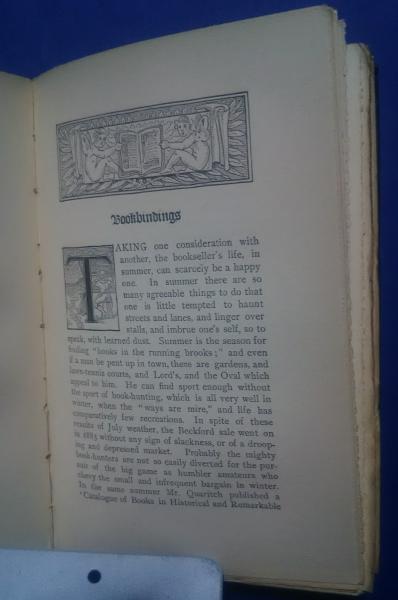 Bookbindings
TAKING one consideration with
another, the bookseller's life, in
summer, can scarcely be a happy
one. In summer there are so
many agreeable things to do that
one is little tempted to haunt
streets and lanes, and linger over
stalls, and imbrue one's self, so to
speak, with learned dust. Summer is the season for
finding "books in the running brooks;" and even
if a man be pent up in town, there are gardens, and
lawn-tennis courts, and Lord's, and the Oval which
appeal to him. He can find sport enough without
the sport of book-hunting, which is all very well in
winter, when the "ways are mire," and life has
comparatively few recreations. In spite of these
results of July weather, the Beckford sale went on
in 1883 without any sign of slackness, or of a droop-
ing and depressed market. Probably the mighty
book-hunters are not so easily diverted for the pur-
suit of the big game as humbler amateurs who
cherry the small and infrequent bargain in winter.
In the same summer Mr. Quaritch published a
'Catalogue of Books in Historical and Remarkable